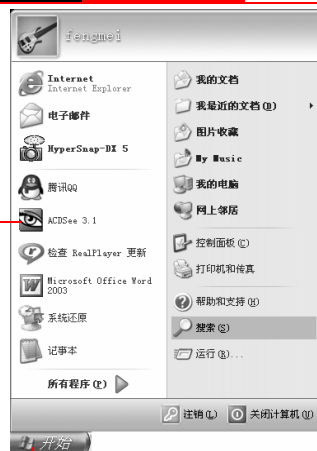 fengmei
Internet
Internet Explorer
电子邮件
HyperSnap-DX 5
腾讯QQ
ACDSee 3.1
检查 RealPlayer 更新
Microsoft Office Word
2003
系统还原
记事本
所有程序(P)
我的文档
我最近的文档(D)
图片收藏
My Music
我的电脑
网上邻居
控制面板(C)
打印机和传真
帮助和支持(H)
搜索(S)
运行(R)...
注销(L)
关闭计算机(U)
开始